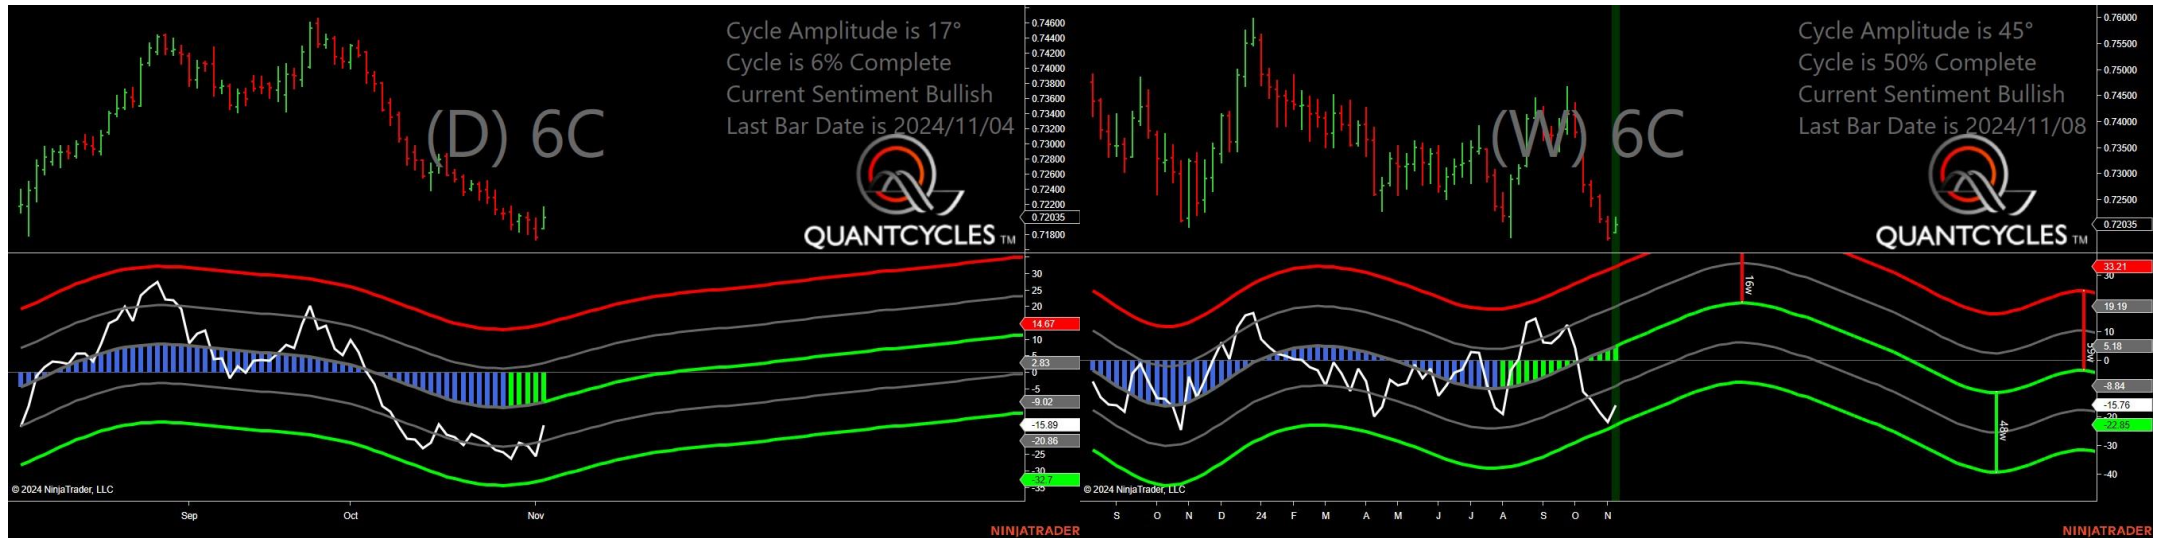 Cycle Amplitude is 17°
Cycle is 6% Complete
Current Sentiment Bullish
Last Bar Date is 2024/11/04
(D) 6C
QUANTCYCLES TM
0.74600
0.74400
0.74200
0.74000
0.73800
0.73600
0.73400
0.73200
0.73000
0.72800
0.72600
0.72400
0.72200
0.72035
0.71800
30
25
20
14.67
10
5
2.83
0
-5
-9.02
-15.89
-20.86
-25
-30
-32.7
-35
© 2024 NinjaTrader, LLC
Sep
Oct
Nov
NINJATRADER
Cycle Amplitude is 45°
Cycle is 50% Complete
Current Sentiment Bullish
Last Bar Date is 2024/11/08
(W) 6C
QUANTCYCLES TM
0.76000
0.75500
0.75000
0.74500
0.74000
0.73500
0.73000
0.72500
0.72035
16w
48w
59w
33.21
30
19.19
10
5.18
0
-8.84
-15.76
-20
-22.85
-30
-40
© 2024 NinjaTrader, LLC
S O N D 24 F M A M J J A S O N
NINJATRADER